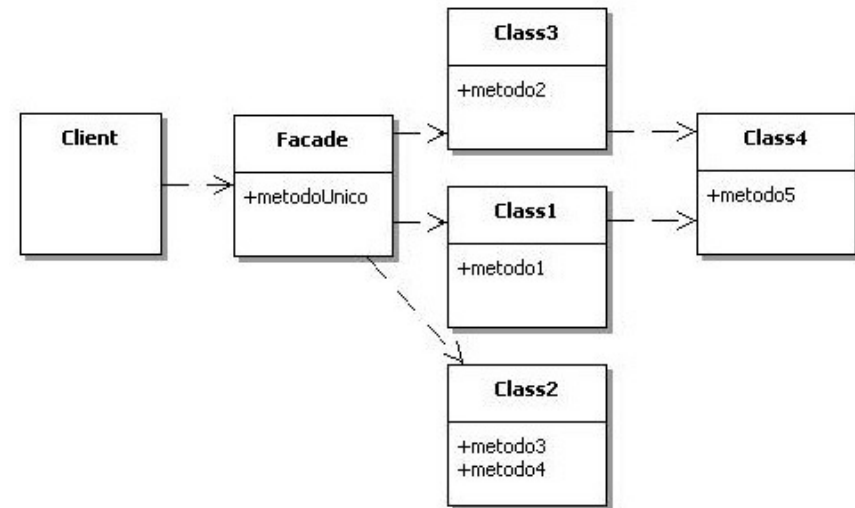 Client
Facade
+metodoUnico
Class3
+metodo2
Class1
+metodo1
Class2
+metodo3
+metodo4
Class4
+metodo5